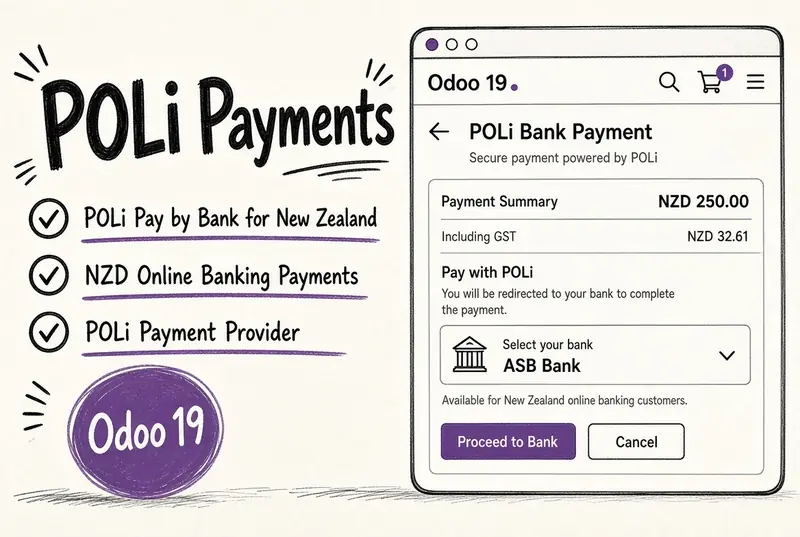 POLi Payments
POLi Pay by Bank for New Zealand
NZD Online Banking Payments
POLi Payment Provider
Odoo 19
Odoo 19.
1
POLi Bank Payment
Secure payment powered by POLi
Payment Summary NZD 250.00
Including GST NZD 32.61
Pay with POLi
You will be redirected to your bank to complete
the payment.
Select your bank
ASB Bank
Available for New Zealand online banking customers.
Proceed to Bank Cancel